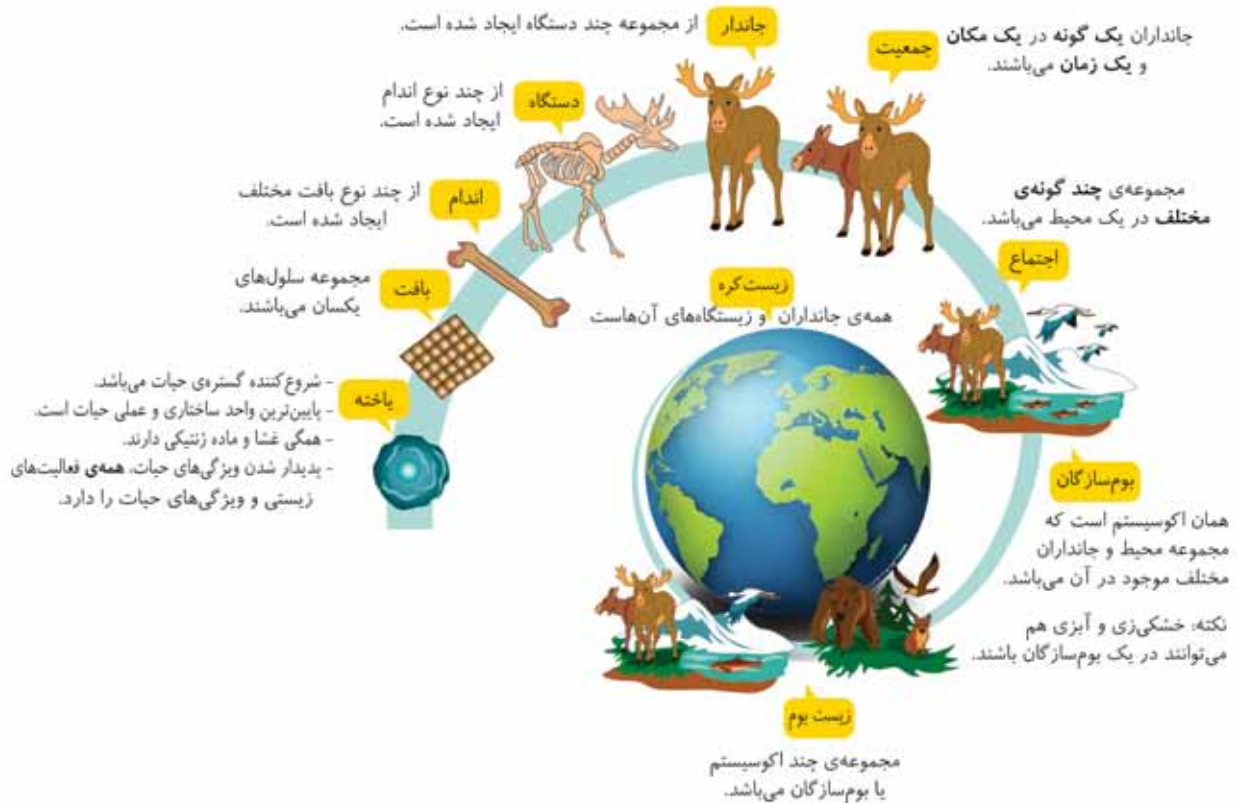 یاخته
- شروع‌کننده گستره‌ی حیات می‌باشد.
- پایین‌ترین واحد ساختاری و عملی حیات است.
- همگی غشا و ماده ژنتیکی دارند.
- پدیدار شدن ویژگی‌های حیات، همه‌ی فعالیت‌های
زیستی و ویژگی‌های حیات را دارد.
بافت
مجموعه سلول‌های
یکسان می‌باشند.
اندام
از چند نوع بافت مختلف
ایجاد شده است.
دستگاه
از چند نوع اندام
ایجاد شده است.
جاندار
از مجموعه چند دستگاه ایجاد شده است.
جمعیت
جانداران یک گونه در یک مکان
و یک زمان می‌باشند.
اجتماع
مجموعه‌ی چند گونه‌ی
مختلف در یک محیط می‌باشد.
بوم‌سازگان
همان اکوسیستم است که
مجموعه محیط و جانداران
مختلف موجود در آن می‌باشد.
نکته: خشکی‌زی و آبزی هم
می‌توانند در یک بوم‌سازگان باشند.
زیست بوم
مجموعه‌ی چند اکوسیستم
یا بوم‌سازگان می‌باشد.
زیست‌کره
همه‌ی جانداران و زیستگاه‌های آن‌هاست